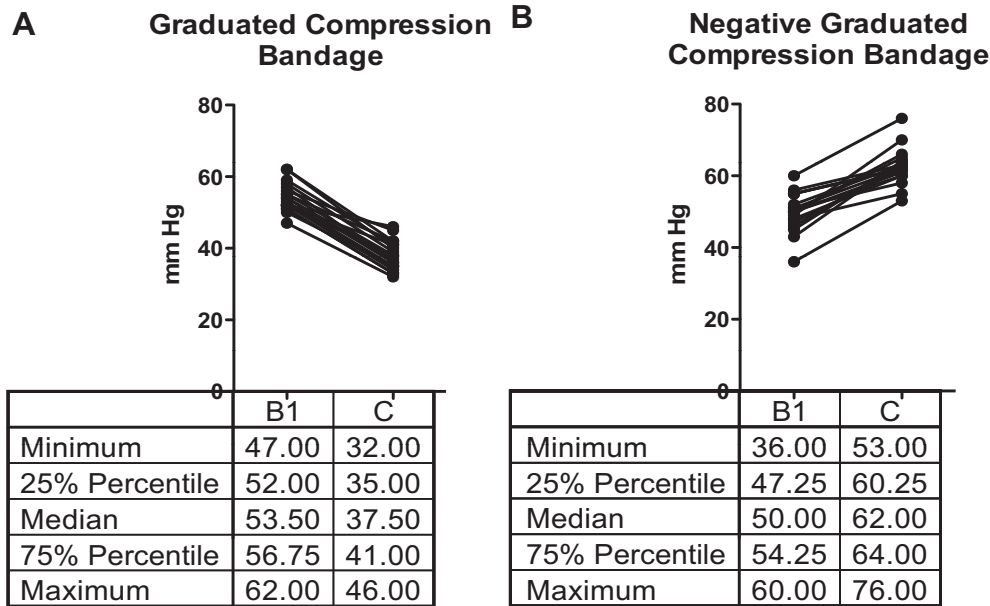 A
Graduated Compression
Bandage
80
60
40
20
0
mm Hg
B1 C
Minimum 47.00 32.00
25% Percentile 52.00 35.00
Median 53.50 37.50
75% Percentile 56.75 41.00
Maximum 62.00 46.00
B
Negative Graduated
Compression Bandage
80
60
40
20
0
mm Hg
B1 C
Minimum 36.00 53.00
25% Percentile 47.25 60.25
Median 50.00 62.00
75% Percentile 54.25 64.00
Maximum 60.00 76.00